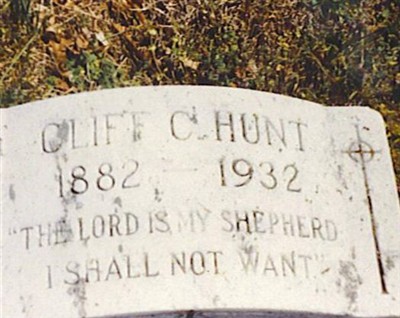 CLIFF C. HUNT
1882 — 1932
"THE LORD IS MY SHEPHERD
I SHALL NOT WANT."